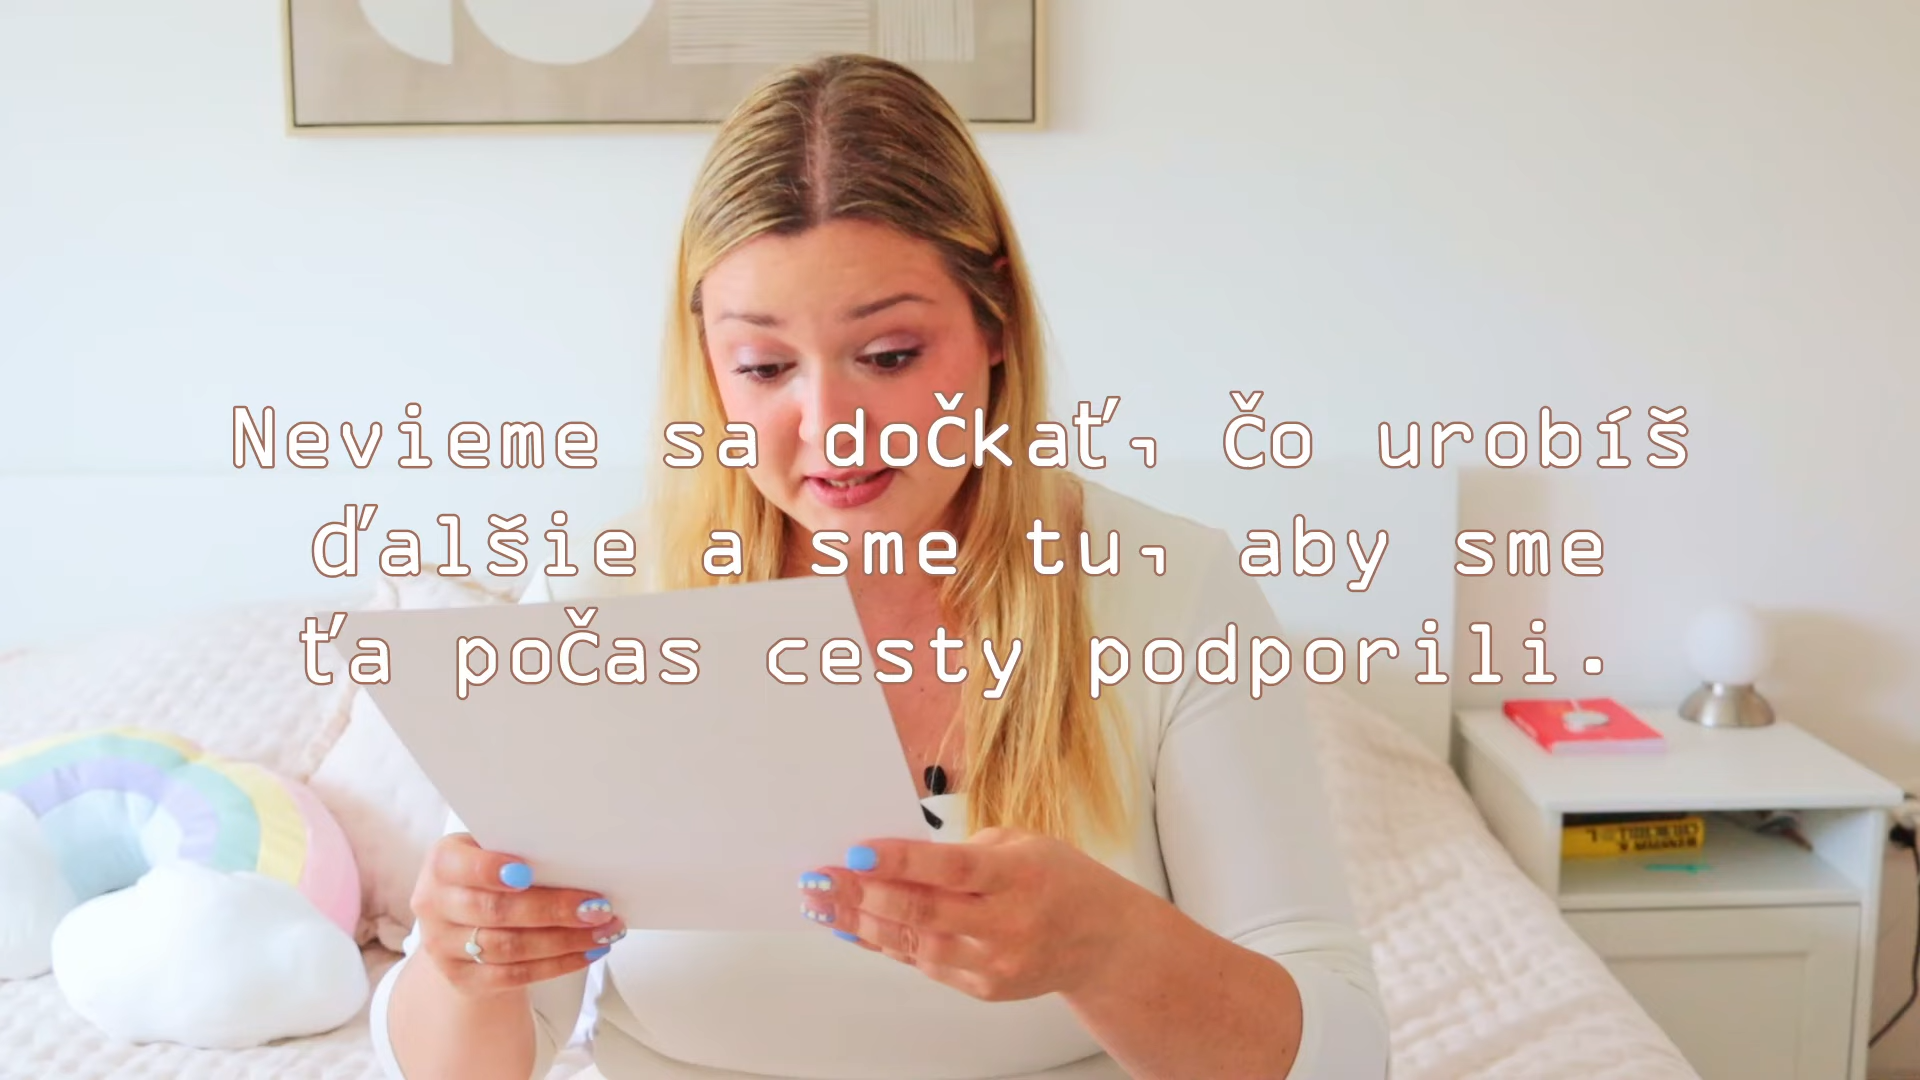 Nevieme sa dočkať, čo urobíš
ďalšie a sme tu, aby sme
ťa počas cesty podporili.